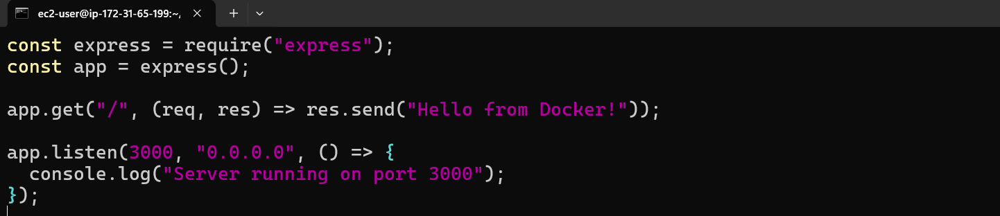 ec2-user@ip-172-31-65-199:~/
const express = require("express");
const app = express();
app.get("/", (req, res) => res.send("Hello from Docker!"));
app.listen(3000, "0.0.0.0", () => {
  console.log("Server running on port 3000");
});